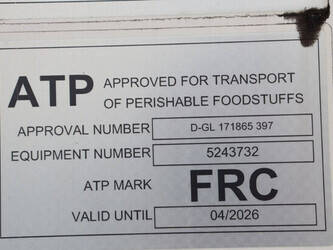 ATP APPROVED FOR TRANSPORT
OF PERISHABLE FOODSTUFFS
APPROVAL NUMBER D-GL 171865 397
EQUIPMENT NUMBER 5243732
ATP MARK FRC
VALID UNTIL 04/2026